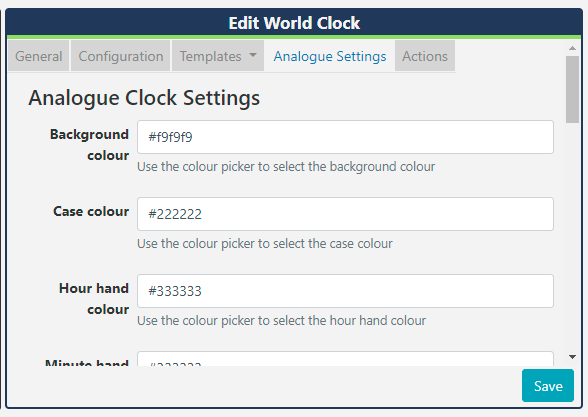 Edit World Clock
General Configuration Templates Analogue Settings Actions
Analogue Clock Settings
Background
colour
#f9f9f9
Use the colour picker to select the background colour
Case colour
#222222
Use the colour picker to select the case colour
Hour hand
colour
#333333
Use the colour picker to select the hour hand colour
Minute hand
Save